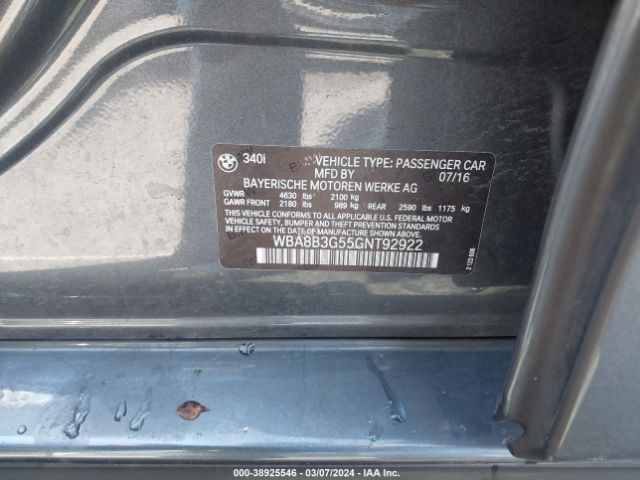 340i VEHICLE TYPE: PASSENGER CAR
MFD BY 07/16
BAYERISCHE MOTOREN WERKE AG
GVWR 4630 lbs 2100 kg
GAWR FRONT 2180 lbs 989 kg REAR 2590 lbs 1175 kg
THIS VEHICLE CONFORMS TO ALL APPLICABLE U.S. FEDERAL MOTOR
VEHICLE SAFETY, BUMPER AND THEFT PREVENTION STANDARDS
IN EFFECT ON THE DATE OF MANUFACTURE SHOWN ABOVE.
WBA8B3G55GNT92922
000-38925546 - 03/07/2024 - IAA Inc.